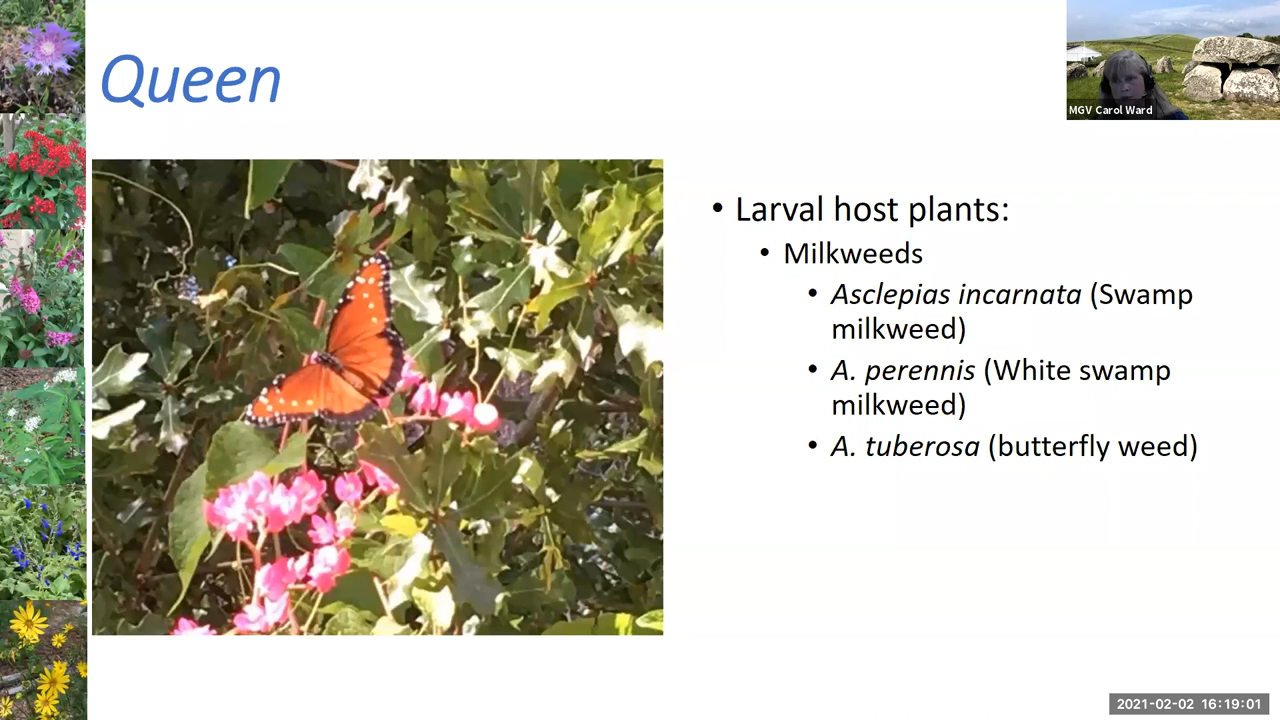 Queen
MGV Carol Ward
• Larval host plants:
• Milkweeds
• Asclepias incarnata (Swamp
milkweed)
• A. perennis (White swamp
milkweed)
• A. tuberosa (butterfly weed)
2021-02-02 16:19:01